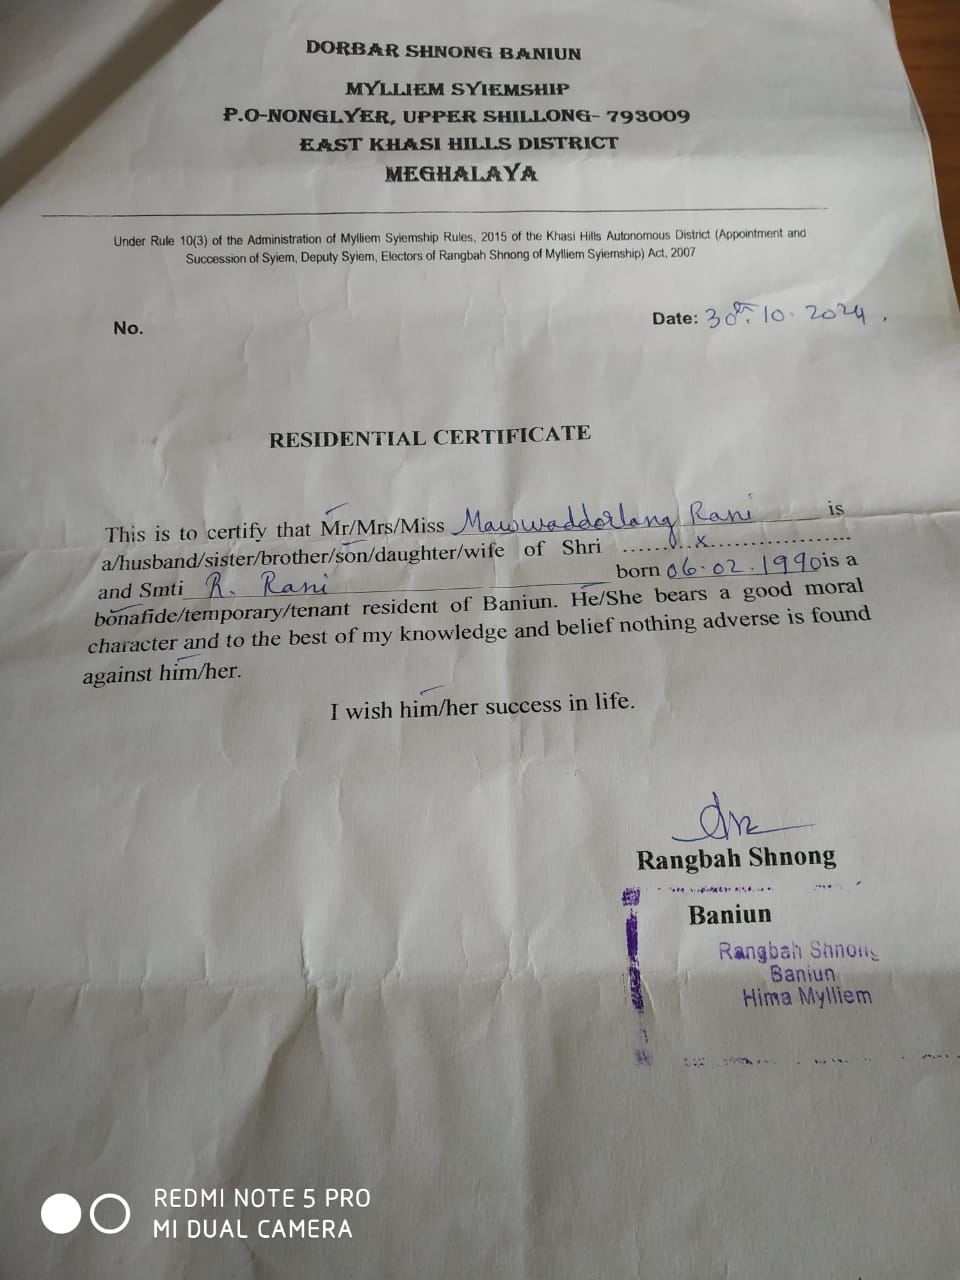 DORBAR SHNONG BANIUN
MYLLIEM SYIEMSHIP
P.O-NONGLYER, UPPER SHILLONG- 793009
EAST KHASI HILLS DISTRICT
MEGHALAYA
Under Rule 10(3) of the Administration of Mylliem Syiemship Rules, 2015 of the Khasi Hills Autonomous District (Appointment and
Succession of Syiem, Deputy Syiem, Electors of Rangbah Shnong of Mylliem Syiemship) Act, 2007
No.
Date: 30th. 10. 2024.
RESIDENTIAL CERTIFICATE
This is to certify that Mr/Mrs/Miss Mawwaddorlang Rani is
a/husband/sister/brother/son/daughter/wife of Shri ........x..................
and Smti R. Rani born 06.02.1990 is a
bonafide/temporary/tenant resident of Baniun. He/She bears a good moral
character and to the best of my knowledge and belief nothing adverse is found
against him/her.
I wish him/her success in life.
Rangbah Shnong
Baniun
Rangbah Shnong
Baniun
Hima Mylliem
REDMI NOTE 5 PRO
MI DUAL CAMERA